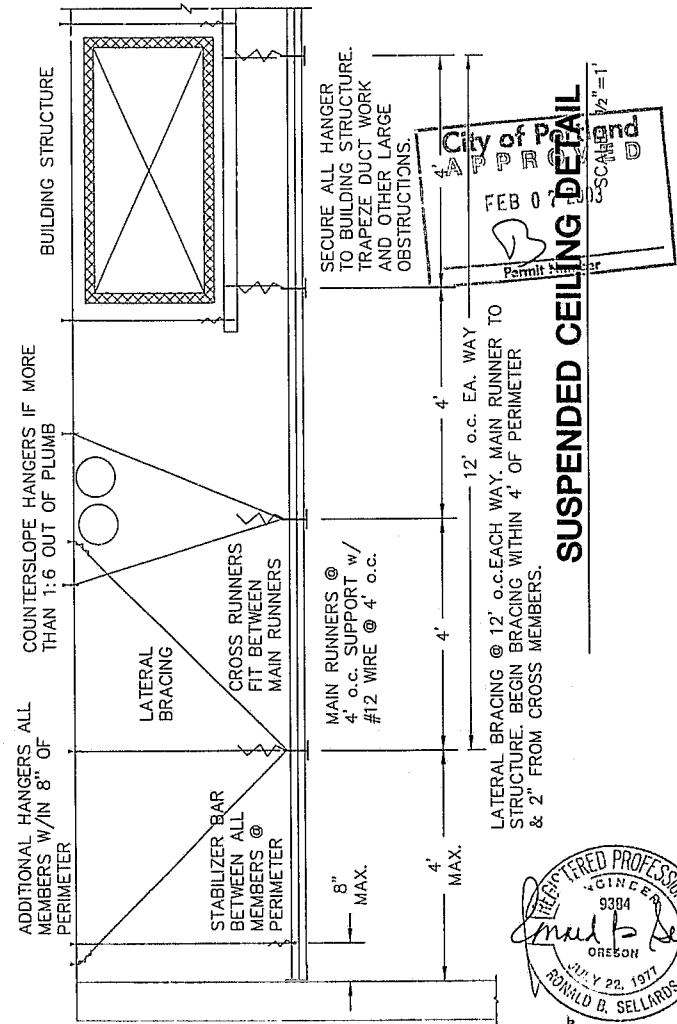 ADDITIONAL HANGERS ALL
MEMBERS W/IN 8" OF
PERIMETER
COUNTERSLOPE HANGERS IF MORE
THAN 1:6 OUT OF PLUMB
BUILDING STRUCTURE
LATERAL
BRACING
STABILIZER BAR
BETWEEN ALL
MEMBERS @
PERIMETER
CROSS RUNNERS
FIT BETWEEN
MAIN RUNNERS
8"
MAX.
MAIN RUNNERS @
4' o.c. SUPPORT w/
#12 WIRE @ 4' o.c.
SECURE ALL HANGER
TO BUILDING STRUCTURE.
TRAPEZE DUCT WORK
AND OTHER LARGE
OBSTRUCTIONS.
4'
MAX.
4'
4'
4'
12' o.c. EA. WAY
LATERAL BRACING @ 12' o.c.EACH WAY. MAIN RUNNER TO
STRUCTURE. BEGIN BRACING WITHIN 4' OF PERIMETER
& 2" FROM CROSS MEMBERS.
SUSPENDED CEILING DETAIL
SCALE 1/2"=1'
City of Portland
APPROVED
FEB 07 2003
Permit Number
REGISTERED PROFESSIONAL
ENGINEER
9384
OREGON
JULY 22, 1977
RONALD B. SELLARDS